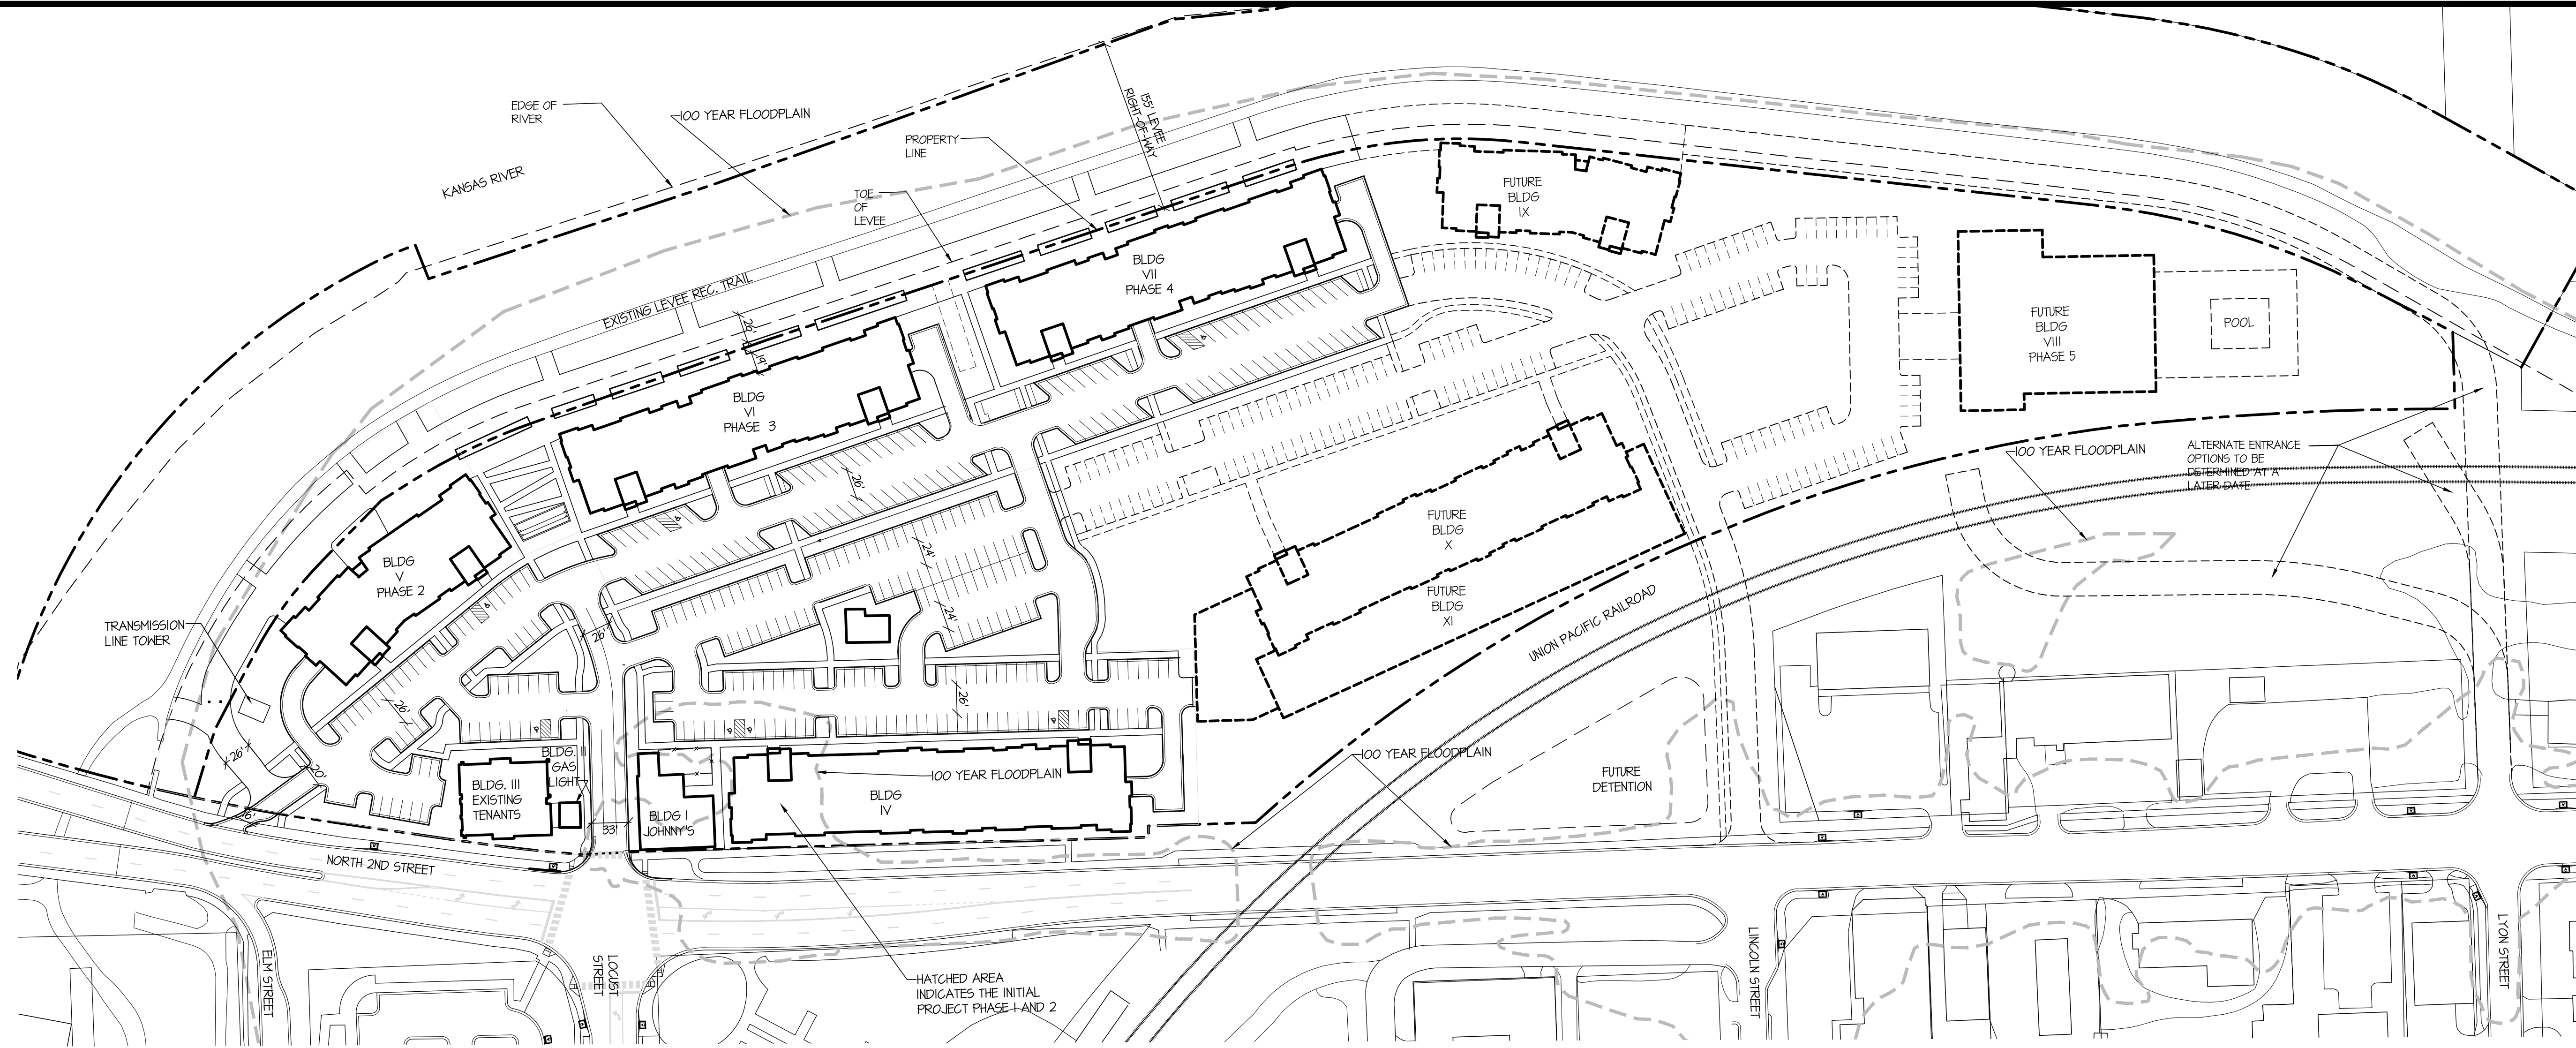 EDGE OF
RIVER
100 YEAR FLOODPLAIN
155' LEVEE
RIGHT-OF-WAY
PROPERTY
LINE
KANSAS RIVER
TOE
OF
LEVEE
FUTURE
BLDG
IX
EXISTING LEVEE REC. TRAIL
BLDG
VII
PHASE 4
26'
19'
FUTURE
BLDG
VIII
PHASE 5
POOL
BLDG
VI
PHASE 3
26'
100 YEAR FLOODPLAIN
ALTERNATE ENTRANCE
OPTIONS TO BE
DETERMINED AT A
LATER DATE
FUTURE
BLDG
X
BLDG
V
PHASE 2
24'
24'
FUTURE
BLDG
XI
UNION PACIFIC RAILROAD
TRANSMISSION
LINE TOWER
26'
26'
26'
26'
20'
26'
BLDG. II
GAS
LIGHT
BLDG. III
EXISTING
TENANTS
33'
BLDG I
JOHNNY'S
100 YEAR FLOODPLAIN
BLDG
IV
100 YEAR FLOODPLAIN
FUTURE
DETENTION
NORTH 2ND STREET
ELM STREET
LOCUST
STREET
HATCHED AREA
INDICATES THE INITIAL
PROJECT PHASE 1 AND 2
LINCOLN STREET
LYON STREET